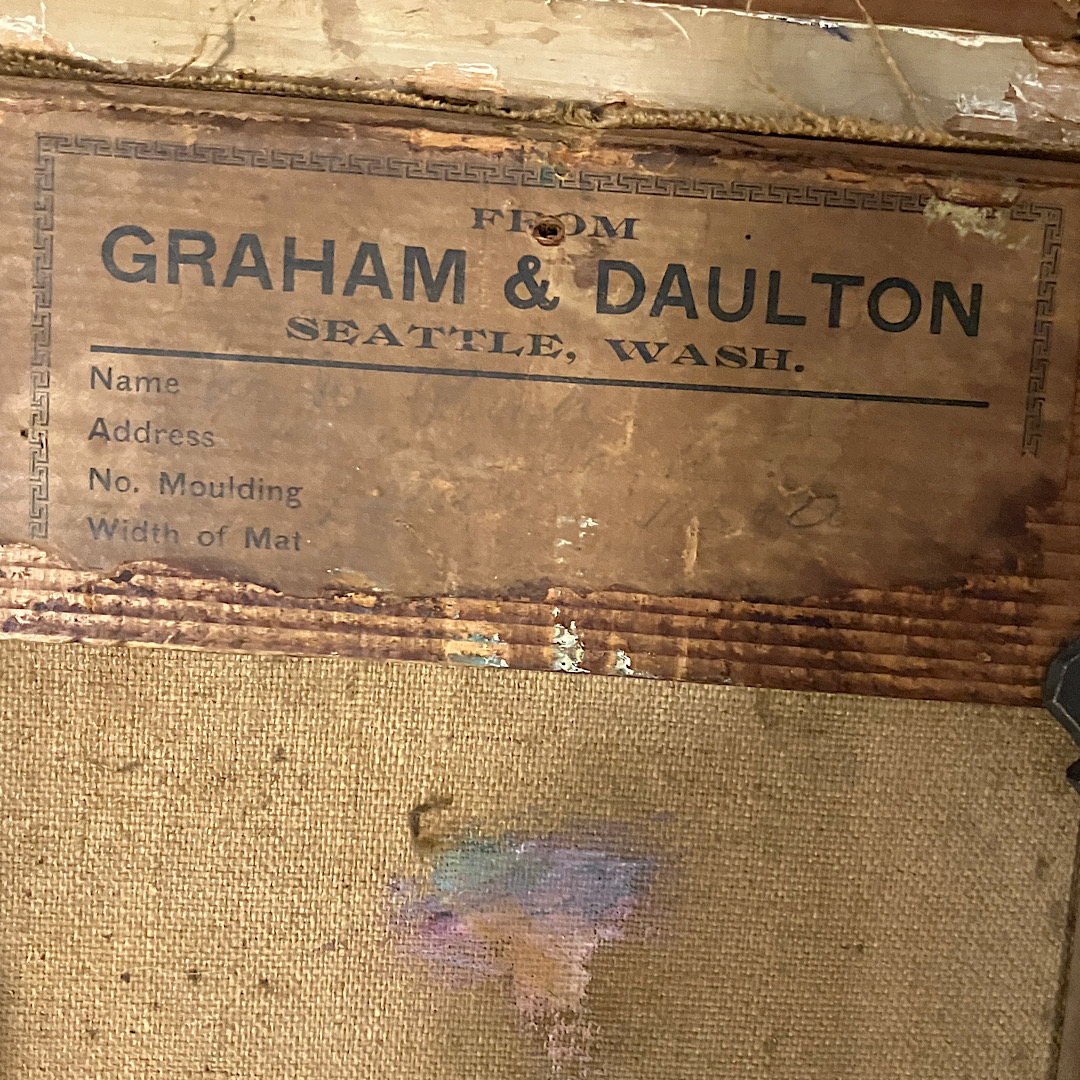 FROM
GRAHAM & DAULTON
SEATTLE, WASH.
Name
Address
No. Moulding
Width of Mat